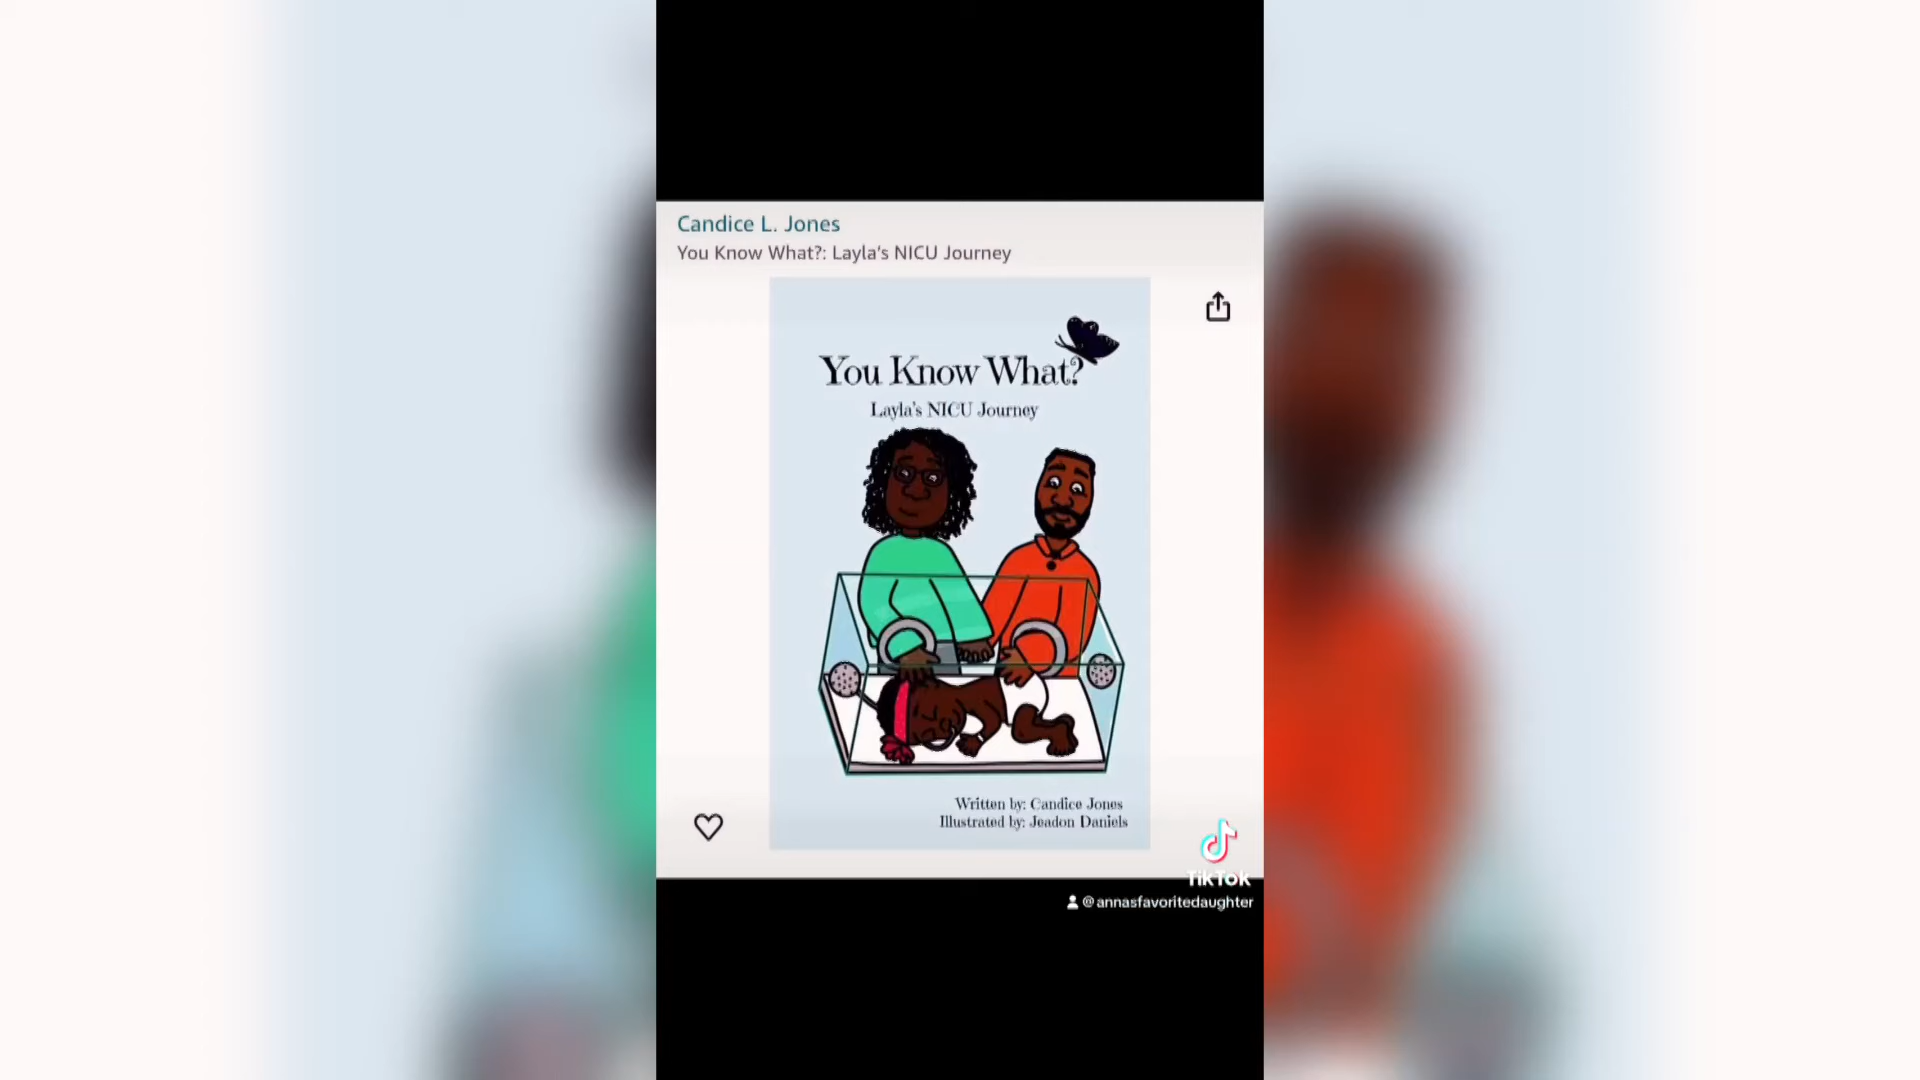 Candice L. Jones
You Know What?: Layla's NICU Journey
You Know What?
Layla's NICU Journey
Written by: Candice Jones
Illustrated by: Jeadon Daniels
TikTok
@annasfavoritedaughter